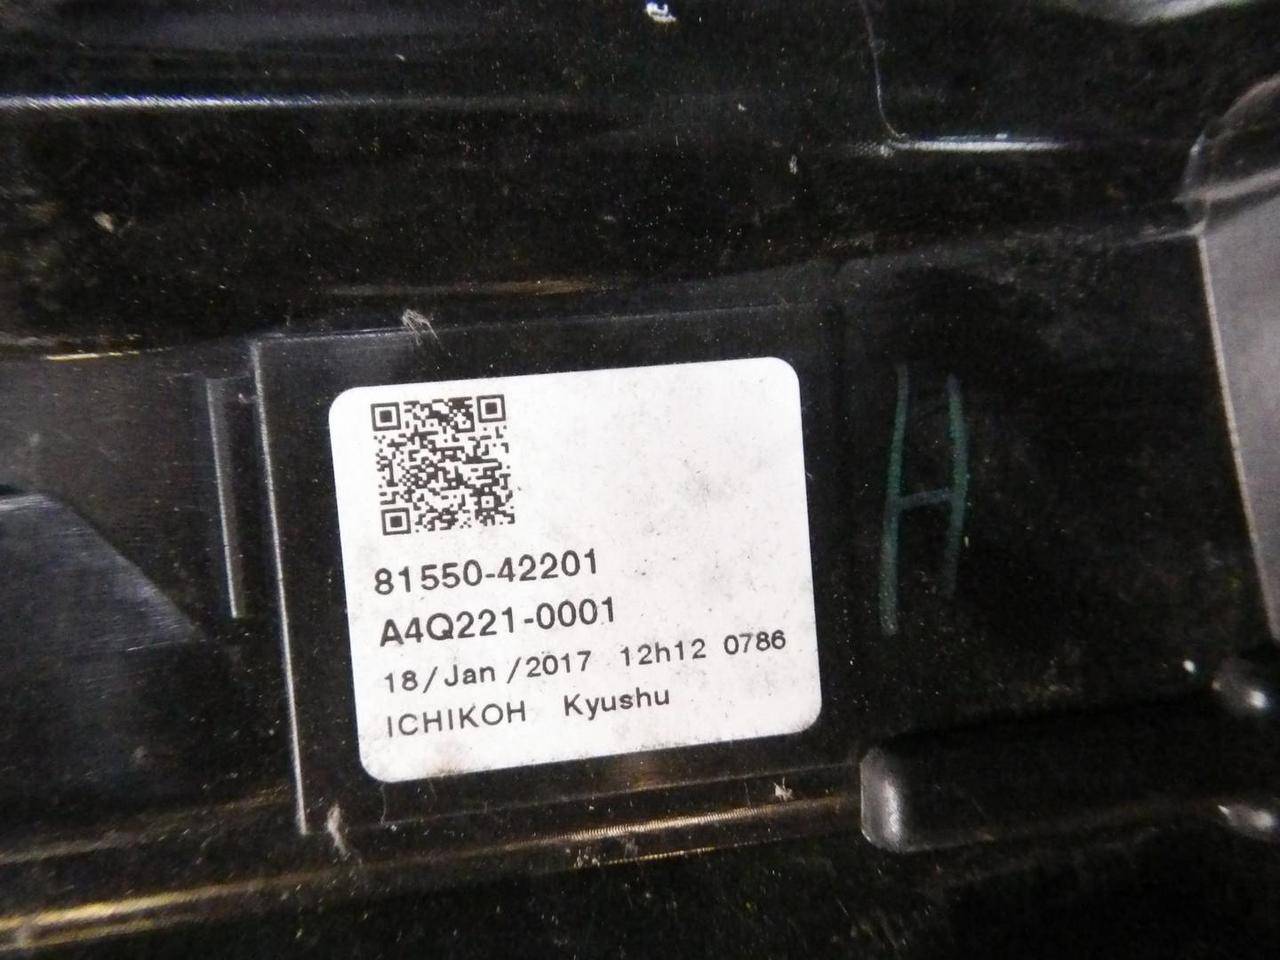 81550-42201
A4Q221-0001
18/Jan/2017 12h12 0786
ICHIKOH Kyushu
H